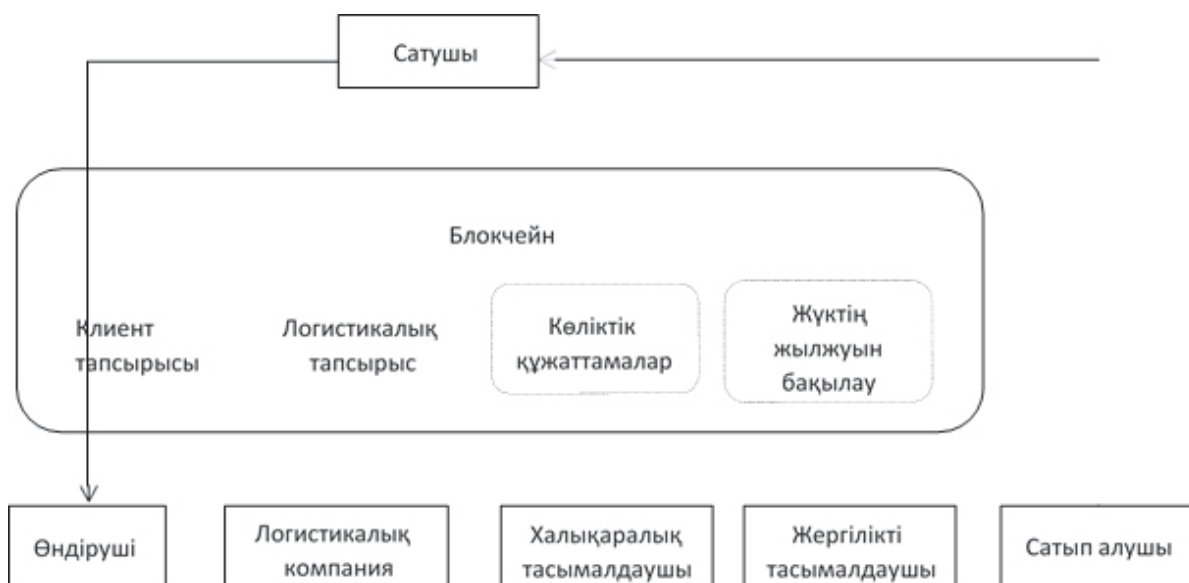 Сатушы
Блокчейн
Клиент
тапсырысы
Логистикалық
тапсырыс
Көліктік
құжаттамалар
Жүктің
жылжуын
бақылау
Өндіруші
Логистикалық
компания
Халықаралық
тасымалдаушы
Жергілікті
тасымалдаушы
Сатып алушы